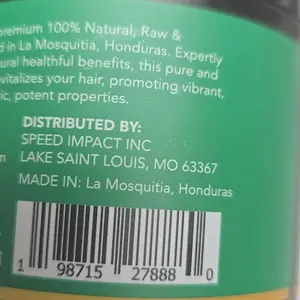 premium 100% Natural, Raw &
d in La Mosquitia, Honduras. Expertly
ural healthful benefits, this pure and
evitalizes your hair, promoting vibrant,
ic, potent properties.
DISTRIBUTED BY:
SPEED IMPACT INC
LAKE SAINT LOUIS, MO 63367
MADE IN: La Mosquitia, Honduras
1 98715 27888 0